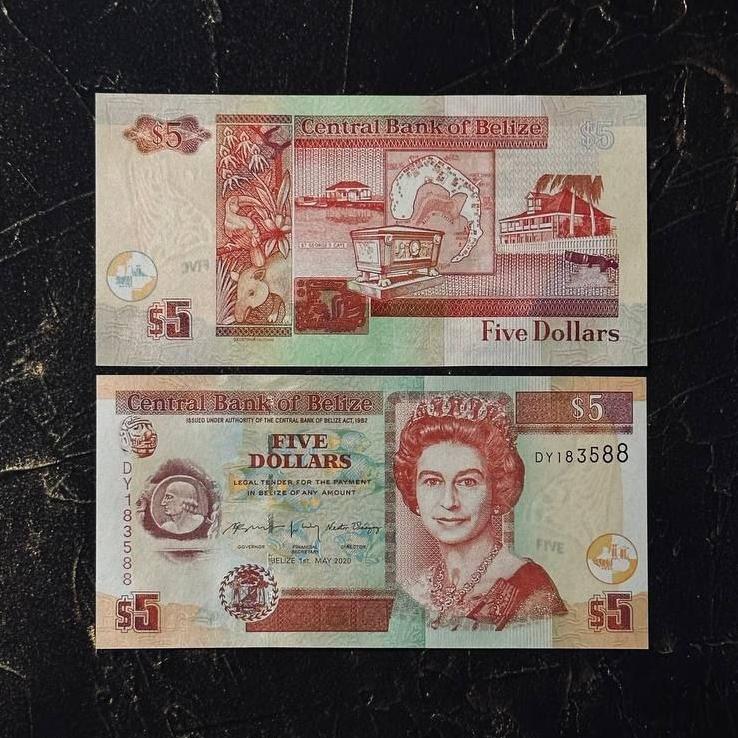 $5
Central Bank of Belize
$5
ST GEORGE'S CAYE
FIVE
$5
Five Dollars
Central Bank of Belize
$5
ISSUED UNDER AUTHORITY OF THE CENTRAL BANK OF BELIZE ACT, 1982
FIVE
DOLLARS
DY183588
LEGAL TENDER FOR THE PAYMENT
IN BELIZE OF ANY AMOUNT
DY183588
GOVERNOR
FINANCIAL
SECRETARY
DIRECTOR
BELIZE 1st. MAY 2020
FIVE
$5
$5